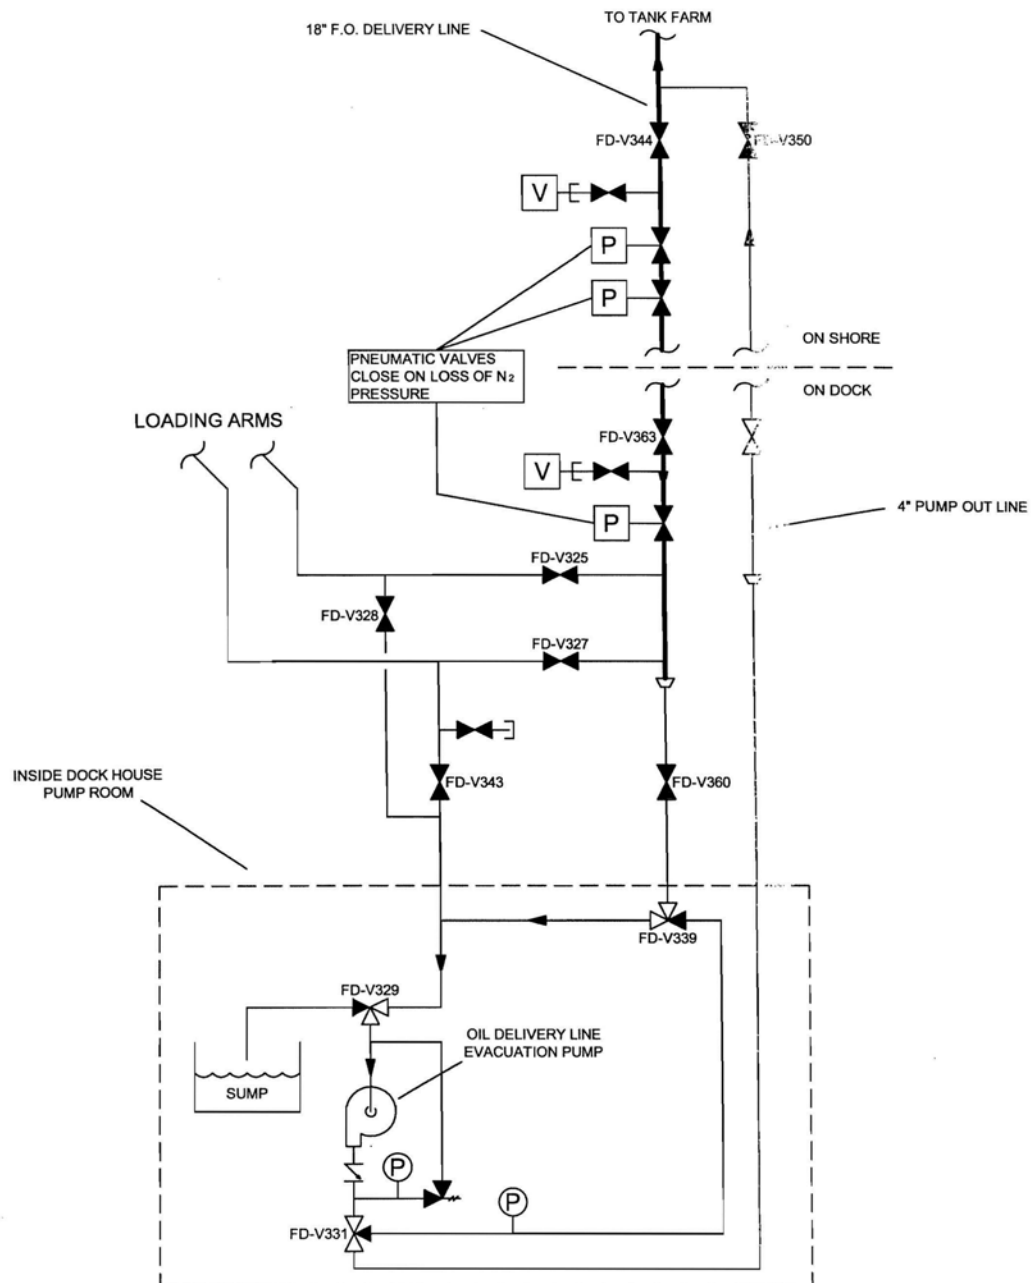 TO TANK FARM
18" F.O. DELIVERY LINE
FD-V344
FD-V350
V
P
P
ON SHORE
PNEUMATIC VALVES
CLOSE ON LOSS OF N2
PRESSURE
ON DOCK
LOADING ARMS
FD-V363
V
P
4" PUMP OUT LINE
FD-V325
FD-V328
FD-V327
INSIDE DOCK HOUSE
PUMP ROOM
FD-V343
FD-V360
FD-V339
FD-V329
OIL DELIVERY LINE
EVACUATION PUMP
SUMP
P
P
FD-V331